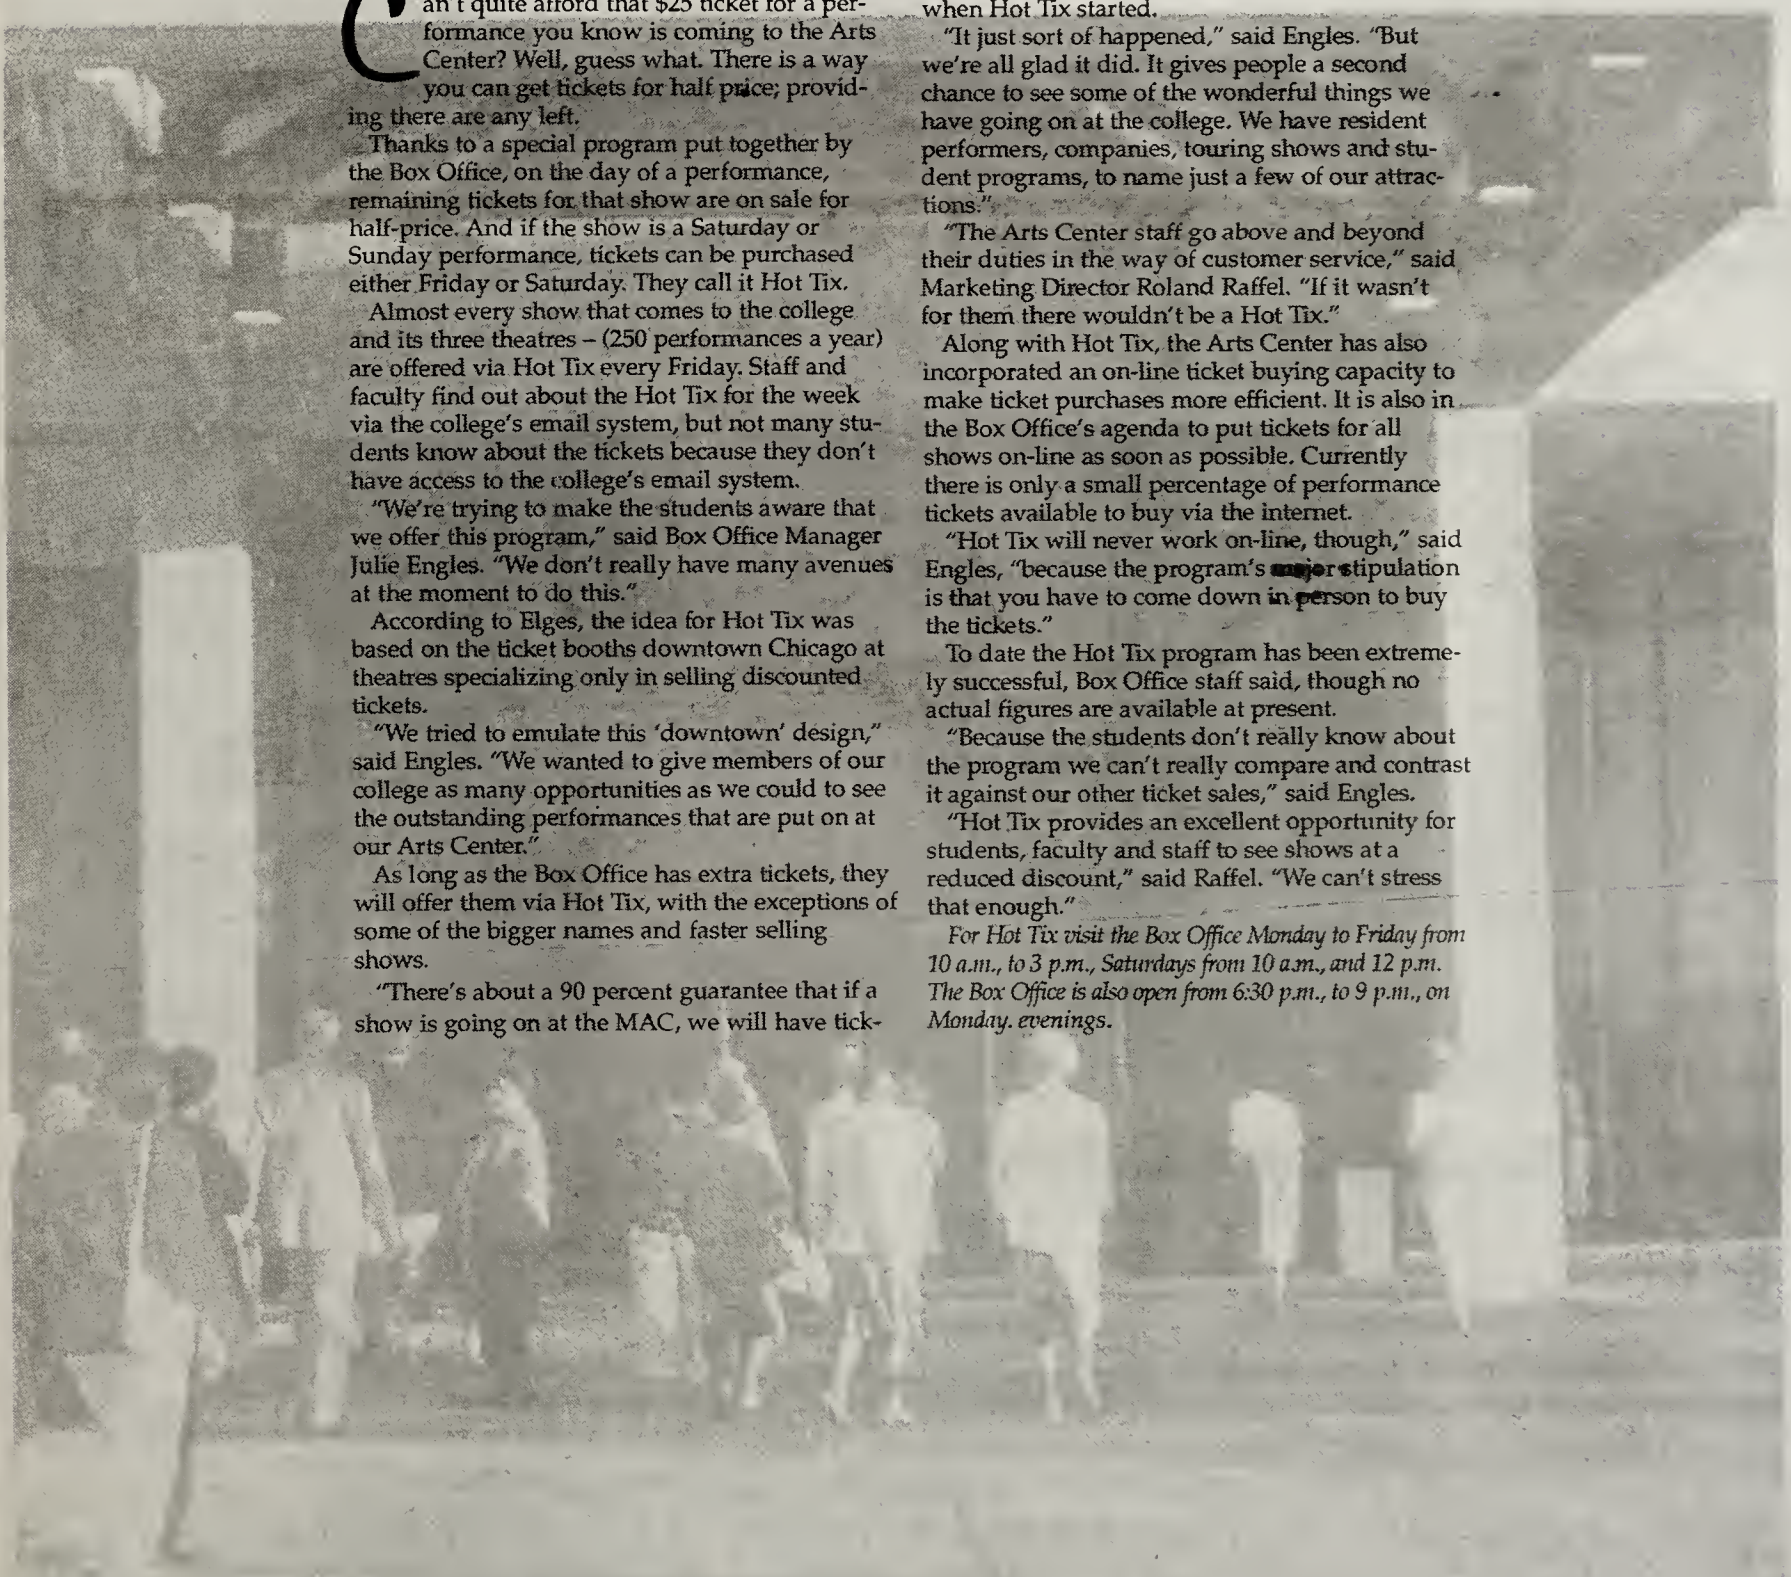 Can't quite afford that $25 ticket for a per-
formance you know is coming to the Arts
Center? Well, guess what. There is a way
you can get tickets for half price; provid-
ing there are any left.
Thanks to a special program put together by
the Box Office, on the day of a performance,
remaining tickets for that show are on sale for
half-price. And if the show is a Saturday or
Sunday performance, tickets can be purchased
either Friday or Saturday. They call it Hot Tix.
Almost every show that comes to the college
and its three theatres – (250 performances a year)
are offered via Hot Tix every Friday. Staff and
faculty find out about the Hot Tix for the week
via the college's email system, but not many stu-
dents know about the tickets because they don't
have access to the college's email system.
"We're trying to make the students aware that
we offer this program," said Box Office Manager
Julie Engles. "We don't really have many avenues
at the moment to do this."
According to Elges, the idea for Hot Tix was
based on the ticket booths downtown Chicago at
theatres specializing only in selling discounted
tickets.
"We tried to emulate this 'downtown' design,"
said Engles. "We wanted to give members of our
college as many opportunities as we could to see
the outstanding performances that are put on at
our Arts Center."
As long as the Box Office has extra tickets, they
will offer them via Hot Tix, with the exceptions of
some of the bigger names and faster selling
shows.
"There's about a 90 percent guarantee that if a
show is going on at the MAC, we will have tick-
when Hot Tix started.
"It just sort of happened," said Engles. "But
we're all glad it did. It gives people a second
chance to see some of the wonderful things we
have going on at the college. We have resident
performers, companies, touring shows and stu-
dent programs, to name just a few of our attrac-
tions."
"The Arts Center staff go above and beyond
their duties in the way of customer service," said
Marketing Director Roland Raffel. "If it wasn't
for them there wouldn't be a Hot Tix."
Along with Hot Tix, the Arts Center has also
incorporated an on-line ticket buying capacity to
make ticket purchases more efficient. It is also in
the Box Office's agenda to put tickets for all
shows on-line as soon as possible. Currently
there is only a small percentage of performance
tickets available to buy via the internet.
"Hot Tix will never work on-line, though," said
Engles, "because the program's major stipulation
is that you have to come down in person to buy
the tickets."
To date the Hot Tix program has been extreme-
ly successful, Box Office staff said, though no
actual figures are available at present.
"Because the students don't really know about
the program we can't really compare and contrast
it against our other ticket sales," said Engles.
"Hot Tix provides an excellent opportunity for
students, faculty and staff to see shows at a
reduced discount," said Raffel. "We can't stress
that enough."
For Hot Tix visit the Box Office Monday to Friday from
10 a.m., to 3 p.m., Saturdays from 10 a.m., and 12 p.m.
The Box Office is also open from 6:30 p.m., to 9 p.m., on
Monday. evenings.